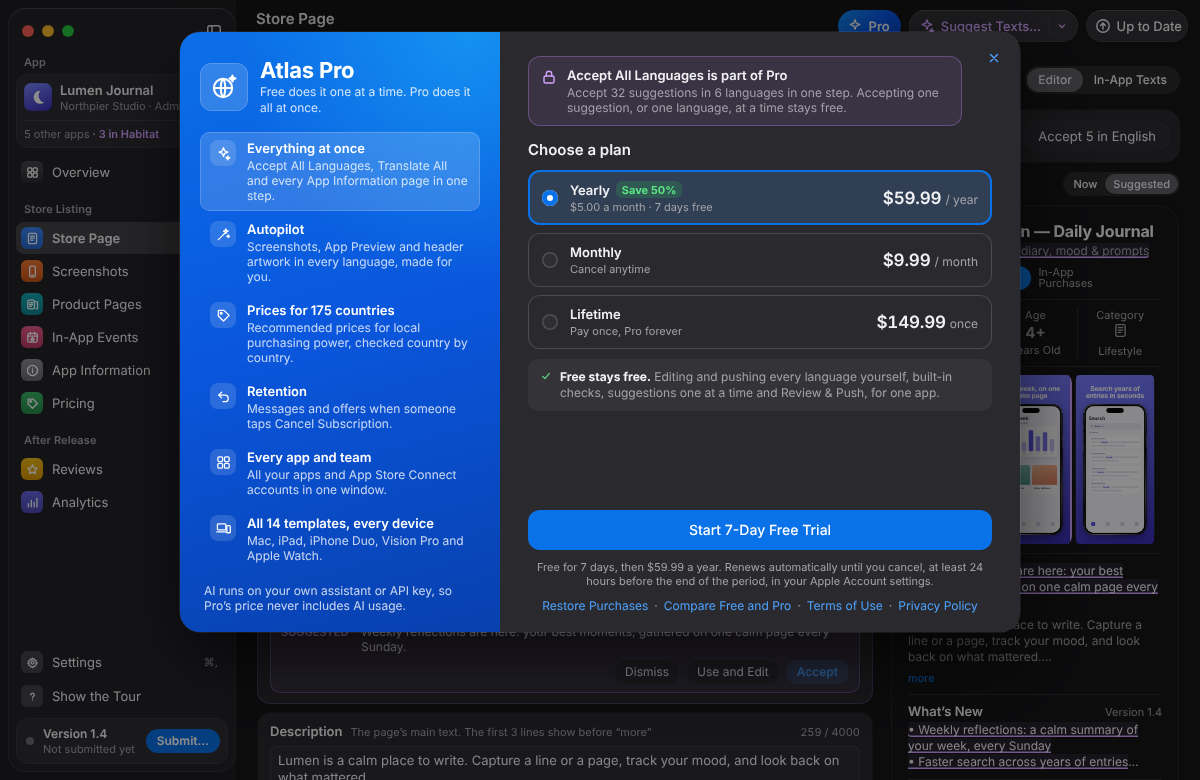 Store Page
Pro
Suggest Texts...
Up to Date
App
Lumen Journal
Northpier Studio · Adm
5 other apps · 3 in Habitat
Overview
Store Listing
Store Page
Screenshots
Product Pages
In-App Events
App Information
Pricing
After Release
Reviews
Analytics
Settings
⌘,
Show the Tour
Version 1.4
Not submitted yet
Submit...
Atlas Pro
Free does it one at a time. Pro does it
all at once.
Everything at once
Accept All Languages, Translate All
and every App Information page in one
step.
Autopilot
Screenshots, App Preview and header
artwork in every language, made for
you.
Prices for 175 countries
Recommended prices for local
purchasing power, checked country by
country.
Retention
Messages and offers when someone
taps Cancel Subscription.
Every app and team
All your apps and App Store Connect
accounts in one window.
All 14 templates, every device
Mac, iPad, iPhone Duo, Vision Pro and
Apple Watch.
AI runs on your own assistant or API key, so
Pro’s price never includes AI usage.
Accept All Languages is part of Pro
Accept 32 suggestions in 6 languages in one step. Accepting one
suggestion, or one language, at a time stays free.
Choose a plan
Yearly Save 50%
$5.00 a month · 7 days free
$59.99 / year
Monthly
Cancel anytime
$9.99 / month
Lifetime
Pay once, Pro forever
$149.99 once
Free stays free. Editing and pushing every language yourself, built-in
checks, suggestions one at a time and Review & Push, for one app.
Start 7-Day Free Trial
Free for 7 days, then $59.99 a year. Renews automatically until you cancel, at least 24
hours before the end of the period, in your Apple Account settings.
Restore Purchases · Compare Free and Pro · Terms of Use · Privacy Policy
SUGGESTED Weekly reflections are here: your best moments, gathered on one calm page every
Sunday.
Dismiss
Use and Edit
Accept
Description The page’s main text. The first 3 lines show before “more” 259 / 4000
Lumen is a calm place to write. Capture a line or a page, track your mood, and look back on
what mattered.
Editor
In-App Texts
Accept 5 in English
Now
Suggested
n — Daily Journal
diary, mood & prompts
In-App
Purchases
Age
4+
ears Old
Category
Lifestyle
week, on one
alm page
Search years of
entries in seconds
Search
are here: your best
on one calm page every
lace to write. Capture a
line or a page, track your mood, and look
back on what mattered....
more
What’s New
Version 1.4
• Weekly reflections: a calm summary of
your week, every Sunday
• Faster search across years of entries...